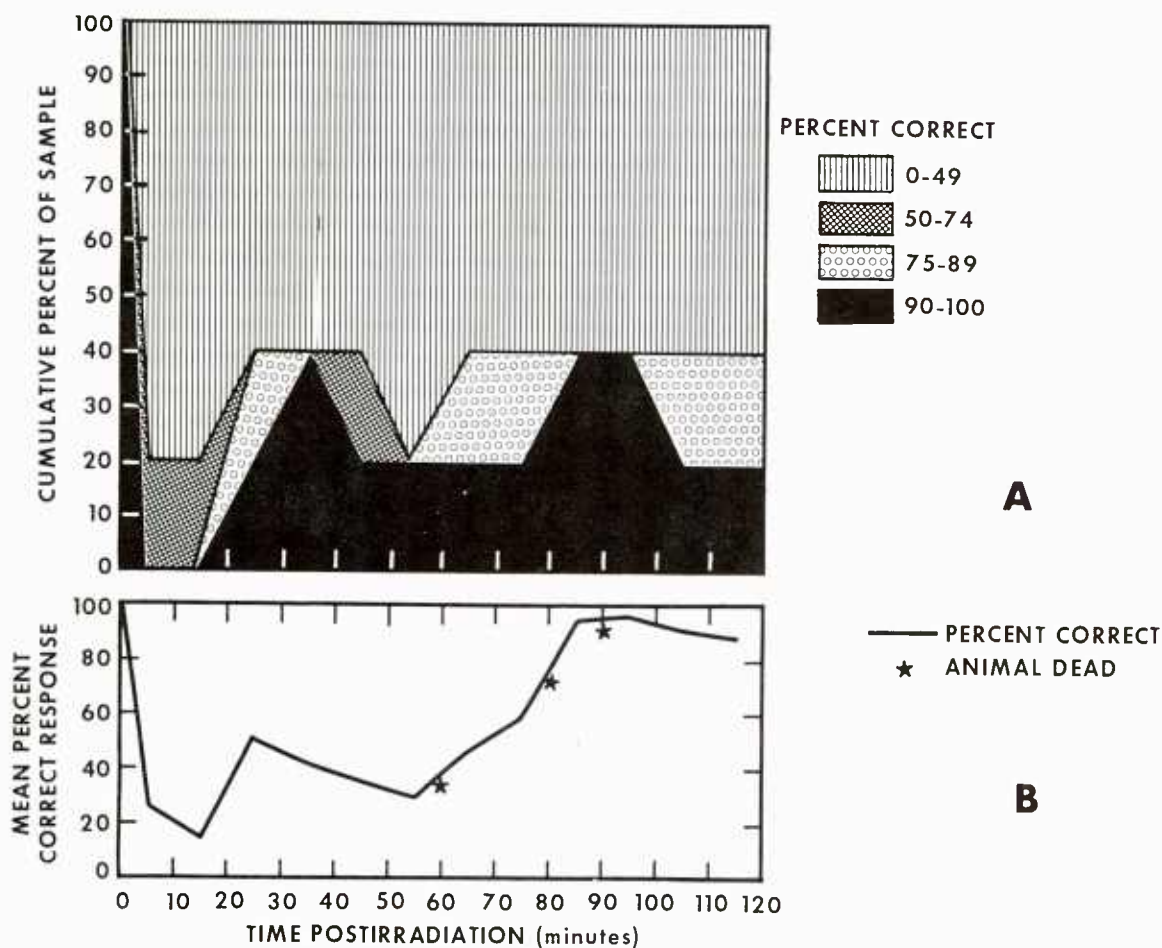 CUMULATIVE PERCENT OF SAMPLE
100
90
80
70
60
50
40
30
20
10
0
PERCENT CORRECT
0-49
50-74
75-89
90-100
A
MEAN PERCENT
CORRECT RESPONSE
100
80
60
40
20
0
PERCENT CORRECT
ANIMAL DEAD
B
0 10 20 30 40 50 60 70 80 90 100 110 120
TIME POSTIRRADIATION (minutes)